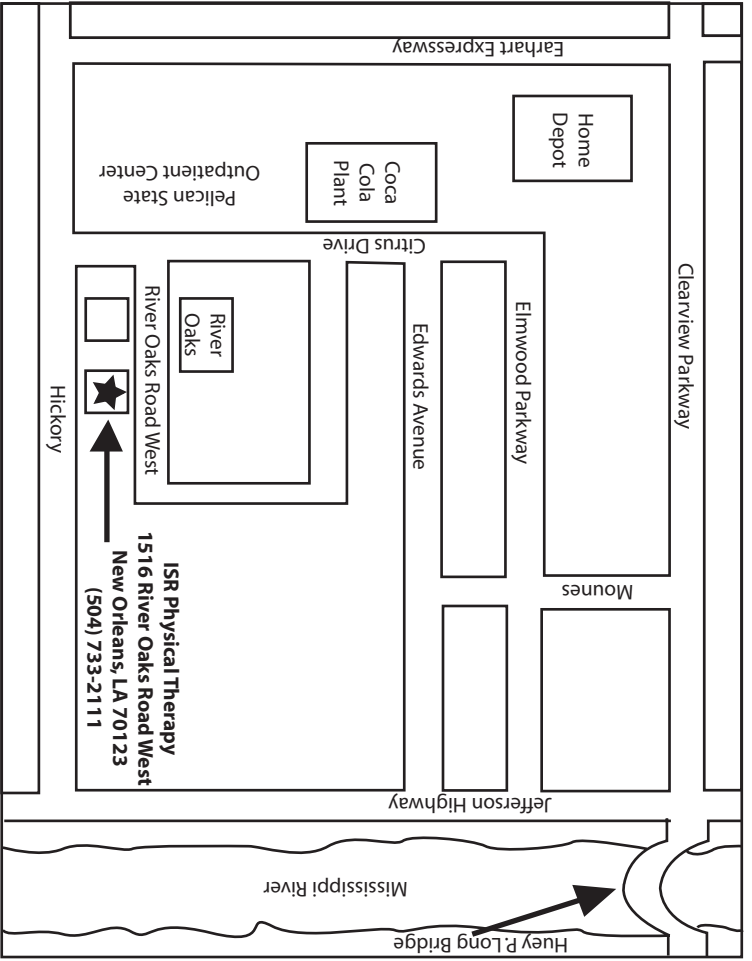 Earhart Expressway
Home
Depot
Coca
Cola
Plant
Pelican State
Outpatient Center
Citrus Drive
Clearview Parkway
River Oaks Road West
River
Oaks
Edwards Avenue
Elmwood Parkway
Hickory
ISR Physical Therapy
1516 River Oaks Road West
New Orleans, LA 70123
(504) 733-2111
Mounes
Jefferson Highway
Mississippi River
Huey P. Long Bridge